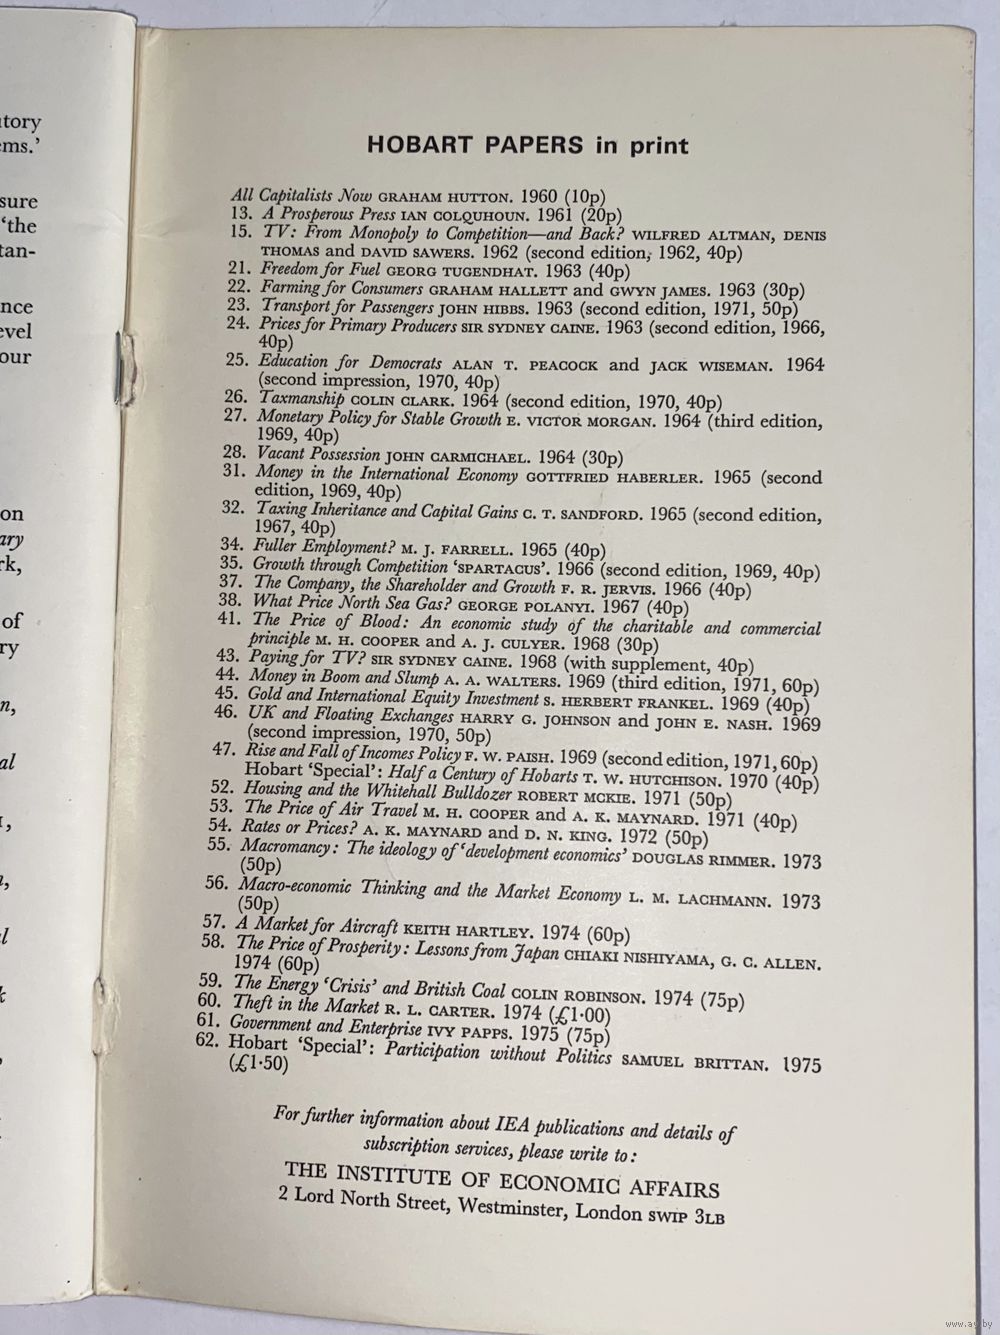 tory
ems.’
sure
‘the
tan-
nce
evel
our
on
ary
rk,
of
ry
n,
al
l
k
HOBART PAPERS in print
All Capitalists Now GRAHAM HUTTON. 1960 (10p)
13. A Prosperous Press IAN COLQUHOUN. 1961 (20p)
15. TV: From Monopoly to Competition—and Back? WILFRED ALTMAN, DENIS
THOMAS and DAVID SAWERS. 1962 (second edition, 1962, 40p)
21. Freedom for Fuel GEORG TUGENDHAT. 1963 (40p)
22. Farming for Consumers GRAHAM HALLETT and GWYN JAMES. 1963 (30p)
23. Transport for Passengers JOHN HIBBS. 1963 (second edition, 1971, 50p)
24. Prices for Primary Producers SIR SYDNEY CAINE. 1963 (second edition, 1966,
40p)
25. Education for Democrats ALAN T. PEACOCK and JACK WISEMAN. 1964
(second impression, 1970, 40p)
26. Taxmanship COLIN CLARK. 1964 (second edition, 1970, 40p)
27. Monetary Policy for Stable Growth E. VICTOR MORGAN. 1964 (third edition,
1969, 40p)
28. Vacant Possession JOHN CARMICHAEL. 1964 (30p)
31. Money in the International Economy GOTTFRIED HABERLER. 1965 (second
edition, 1969, 40p)
32. Taxing Inheritance and Capital Gains C. T. SANDFORD. 1965 (second edition,
1967, 40p)
34. Fuller Employment? M. J. FARRELL. 1965 (40p)
35. Growth through Competition ‘SPARTACUS’. 1966 (second edition, 1969, 40p)
37. The Company, the Shareholder and Growth F. R. JERVIS. 1966 (40p)
38. What Price North Sea Gas? GEORGE POLANYI. 1967 (40p)
41. The Price of Blood: An economic study of the charitable and commercial
principle M. H. COOPER and A. J. CULYER. 1968 (30p)
43. Paying for TV? SIR SYDNEY CAINE. 1968 (with supplement, 40p)
44. Money in Boom and Slump A. A. WALTERS. 1969 (third edition, 1971, 60p)
45. Gold and International Equity Investment S. HERBERT FRANKEL. 1969 (40p)
46. UK and Floating Exchanges HARRY G. JOHNSON and JOHN E. NASH. 1969
(second impression, 1970, 50p)
47. Rise and Fall of Incomes Policy F. W. PAISH. 1969 (second edition, 1971, 60p)
Hobart ‘Special’: Half a Century of Hobarts T. W. HUTCHISON. 1970 (40p)
52. Housing and the Whitehall Bulldozer ROBERT MCKIE. 1971 (50p)
53. The Price of Air Travel M. H. COOPER and A. K. MAYNARD. 1971 (40p)
54. Rates or Prices? A. K. MAYNARD and D. N. KING. 1972 (50p)
55. Macromancy: The ideology of ‘development economics’ DOUGLAS RIMMER. 1973
(50p)
56. Macro-economic Thinking and the Market Economy L. M. LACHMANN. 1973
(50p)
57. A Market for Aircraft KEITH HARTLEY. 1974 (60p)
58. The Price of Prosperity: Lessons from Japan CHIAKI NISHIYAMA, G. C. ALLEN.
1974 (60p)
59. The Energy ‘Crisis’ and British Coal COLIN ROBINSON. 1974 (75p)
60. Theft in the Market R. L. CARTER. 1974 (£1·00)
61. Government and Enterprise IVY PAPPS. 1975 (75p)
62. Hobart ‘Special’: Participation without Politics SAMUEL BRITTAN. 1975
(£1·50)
For further information about IEA publications and details of
subscription services, please write to:
THE INSTITUTE OF ECONOMIC AFFAIRS
2 Lord North Street, Westminster, London SW1P 3LB
www.ay.by